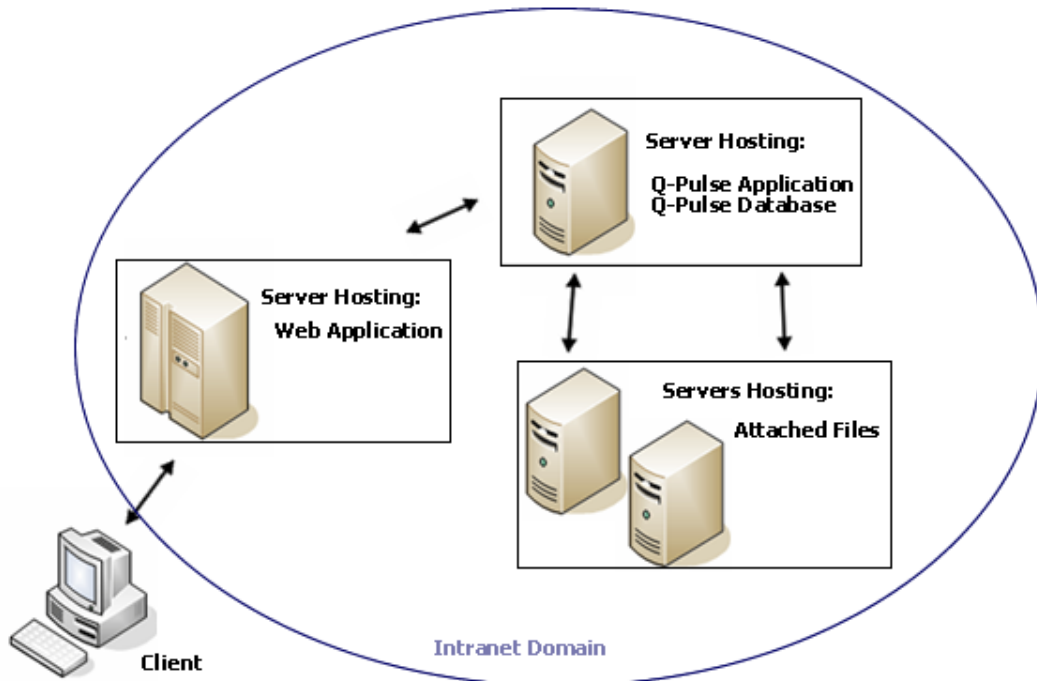 Server Hosting:
Q-Pulse Application
Q-Pulse Database
Server Hosting:
Web Application
Servers Hosting:
Attached Files
Intranet Domain
Client